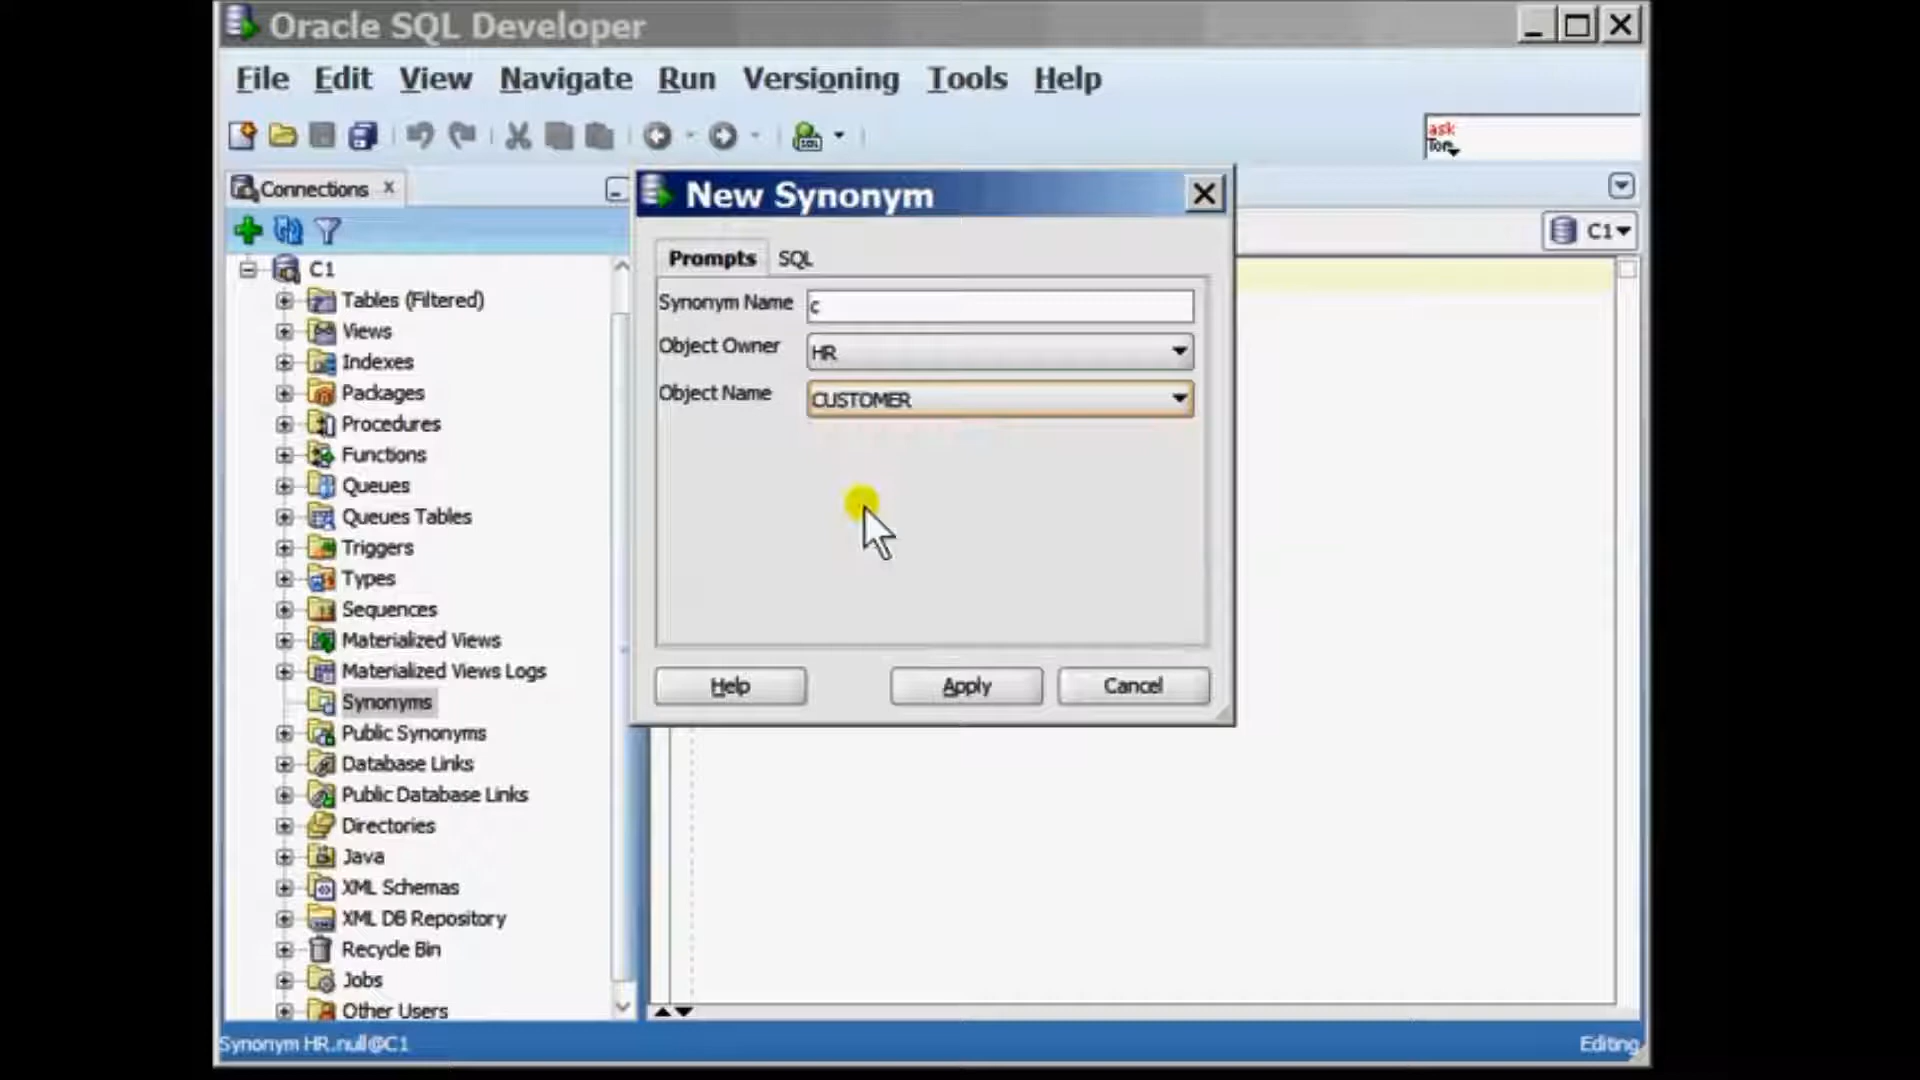 Oracle SQL Developer
File Edit View Navigate Run Versioning Tools Help
ask
Tom
Connections
C1
C1
Tables (Filtered)
Views
Indexes
Packages
Procedures
Functions
Queues
Queues Tables
Triggers
Types
Sequences
Materialized Views
Materialized Views Logs
Synonyms
Public Synonyms
Database Links
Public Database Links
Directories
Java
XML Schemas
XML DB Repository
Recycle Bin
Jobs
Other Users
New Synonym
Prompts SQL
Synonym Name c
Object Owner HR
Object Name CUSTOMER
Help Apply Cancel
Synonym HR.null@C1
Editing